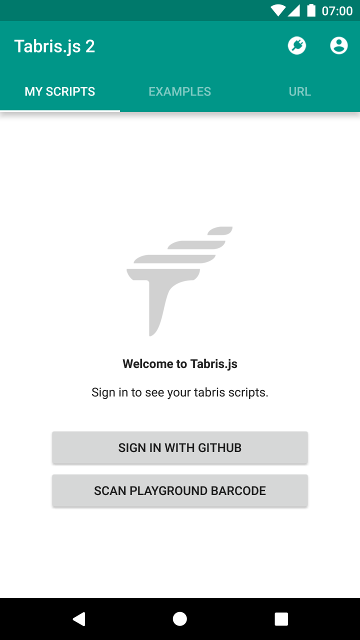 07:00
Tabris.js 2
MY SCRIPTS
EXAMPLES
URL
Welcome to Tabris.js
Sign in to see your tabris scripts.
SIGN IN WITH GITHUB
SCAN PLAYGROUND BARCODE